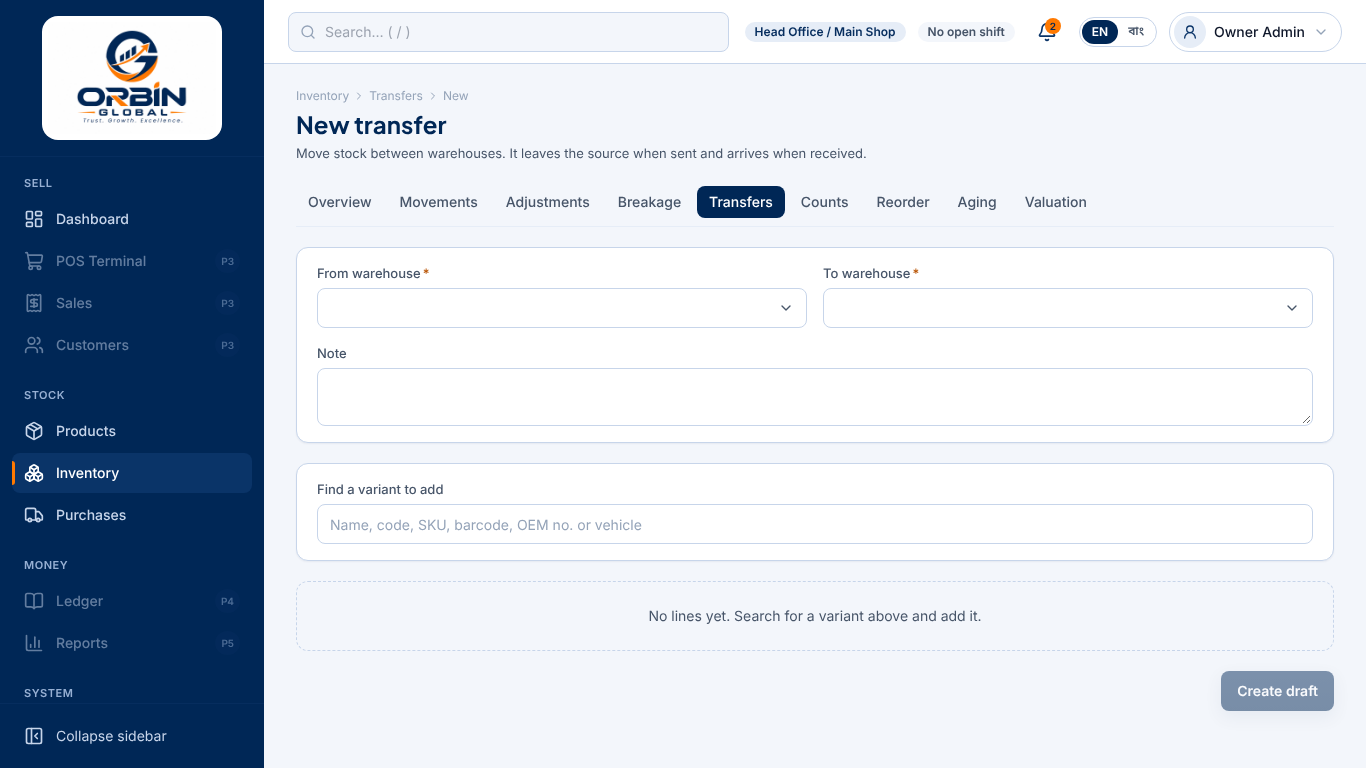 ORBIN
GLOBAL
Trust. Growth. Excellence.
SELL
Dashboard
POS Terminal P3
Sales P3
Customers P3
STOCK
Products
Inventory
Purchases
MONEY
Ledger P4
Reports P5
SYSTEM
Collapse sidebar
Search... ( / ) Head Office / Main Shop No open shift 2 EN বাং Owner Admin
Inventory Transfers New
New transfer
Move stock between warehouses. It leaves the source when sent and arrives when received.
Overview Movements Adjustments Breakage Transfers Counts Reorder Aging Valuation
From warehouse* To warehouse*
Note
Find a variant to add
Name, code, SKU, barcode, OEM no. or vehicle
No lines yet. Search for a variant above and add it.
Create draft